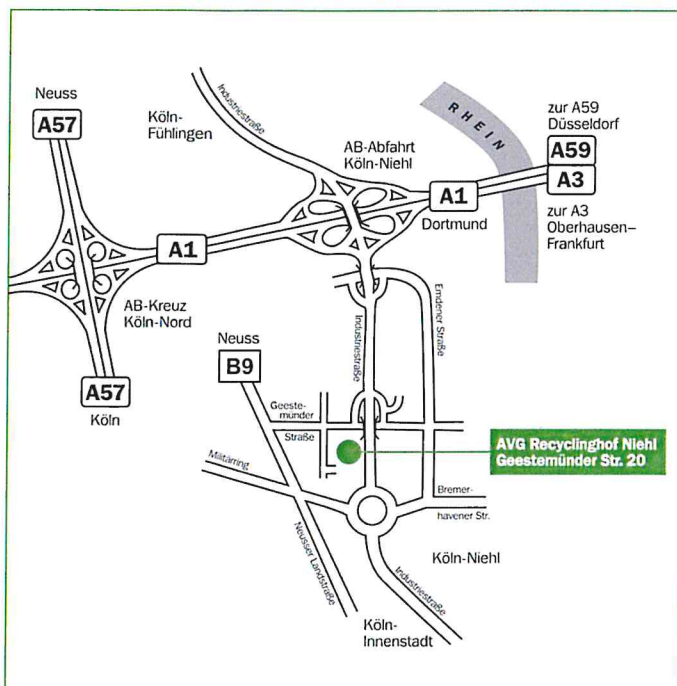 Neuss
A57
Köln-
Fühlingen
Industriestraße
AB-Abfahrt
Köln-Niehl
RHEIN
zur A59
Düsseldorf
A59
A3
A1
Dortmund
zur A3
Oberhausen–
Frankfurt
A1
AB-Kreuz
Köln-Nord
A57
Köln
Neuss
B9
Industriestraße
Emdener Straße
Geeste-
münder
Straße
AVG Recyclinghof Niehl
Geestemünder Str. 20
Militärring
Bremer-
havener Str.
Neusser Landstraße
Köln-Niehl
Industriestraße
Köln-
Innenstadt